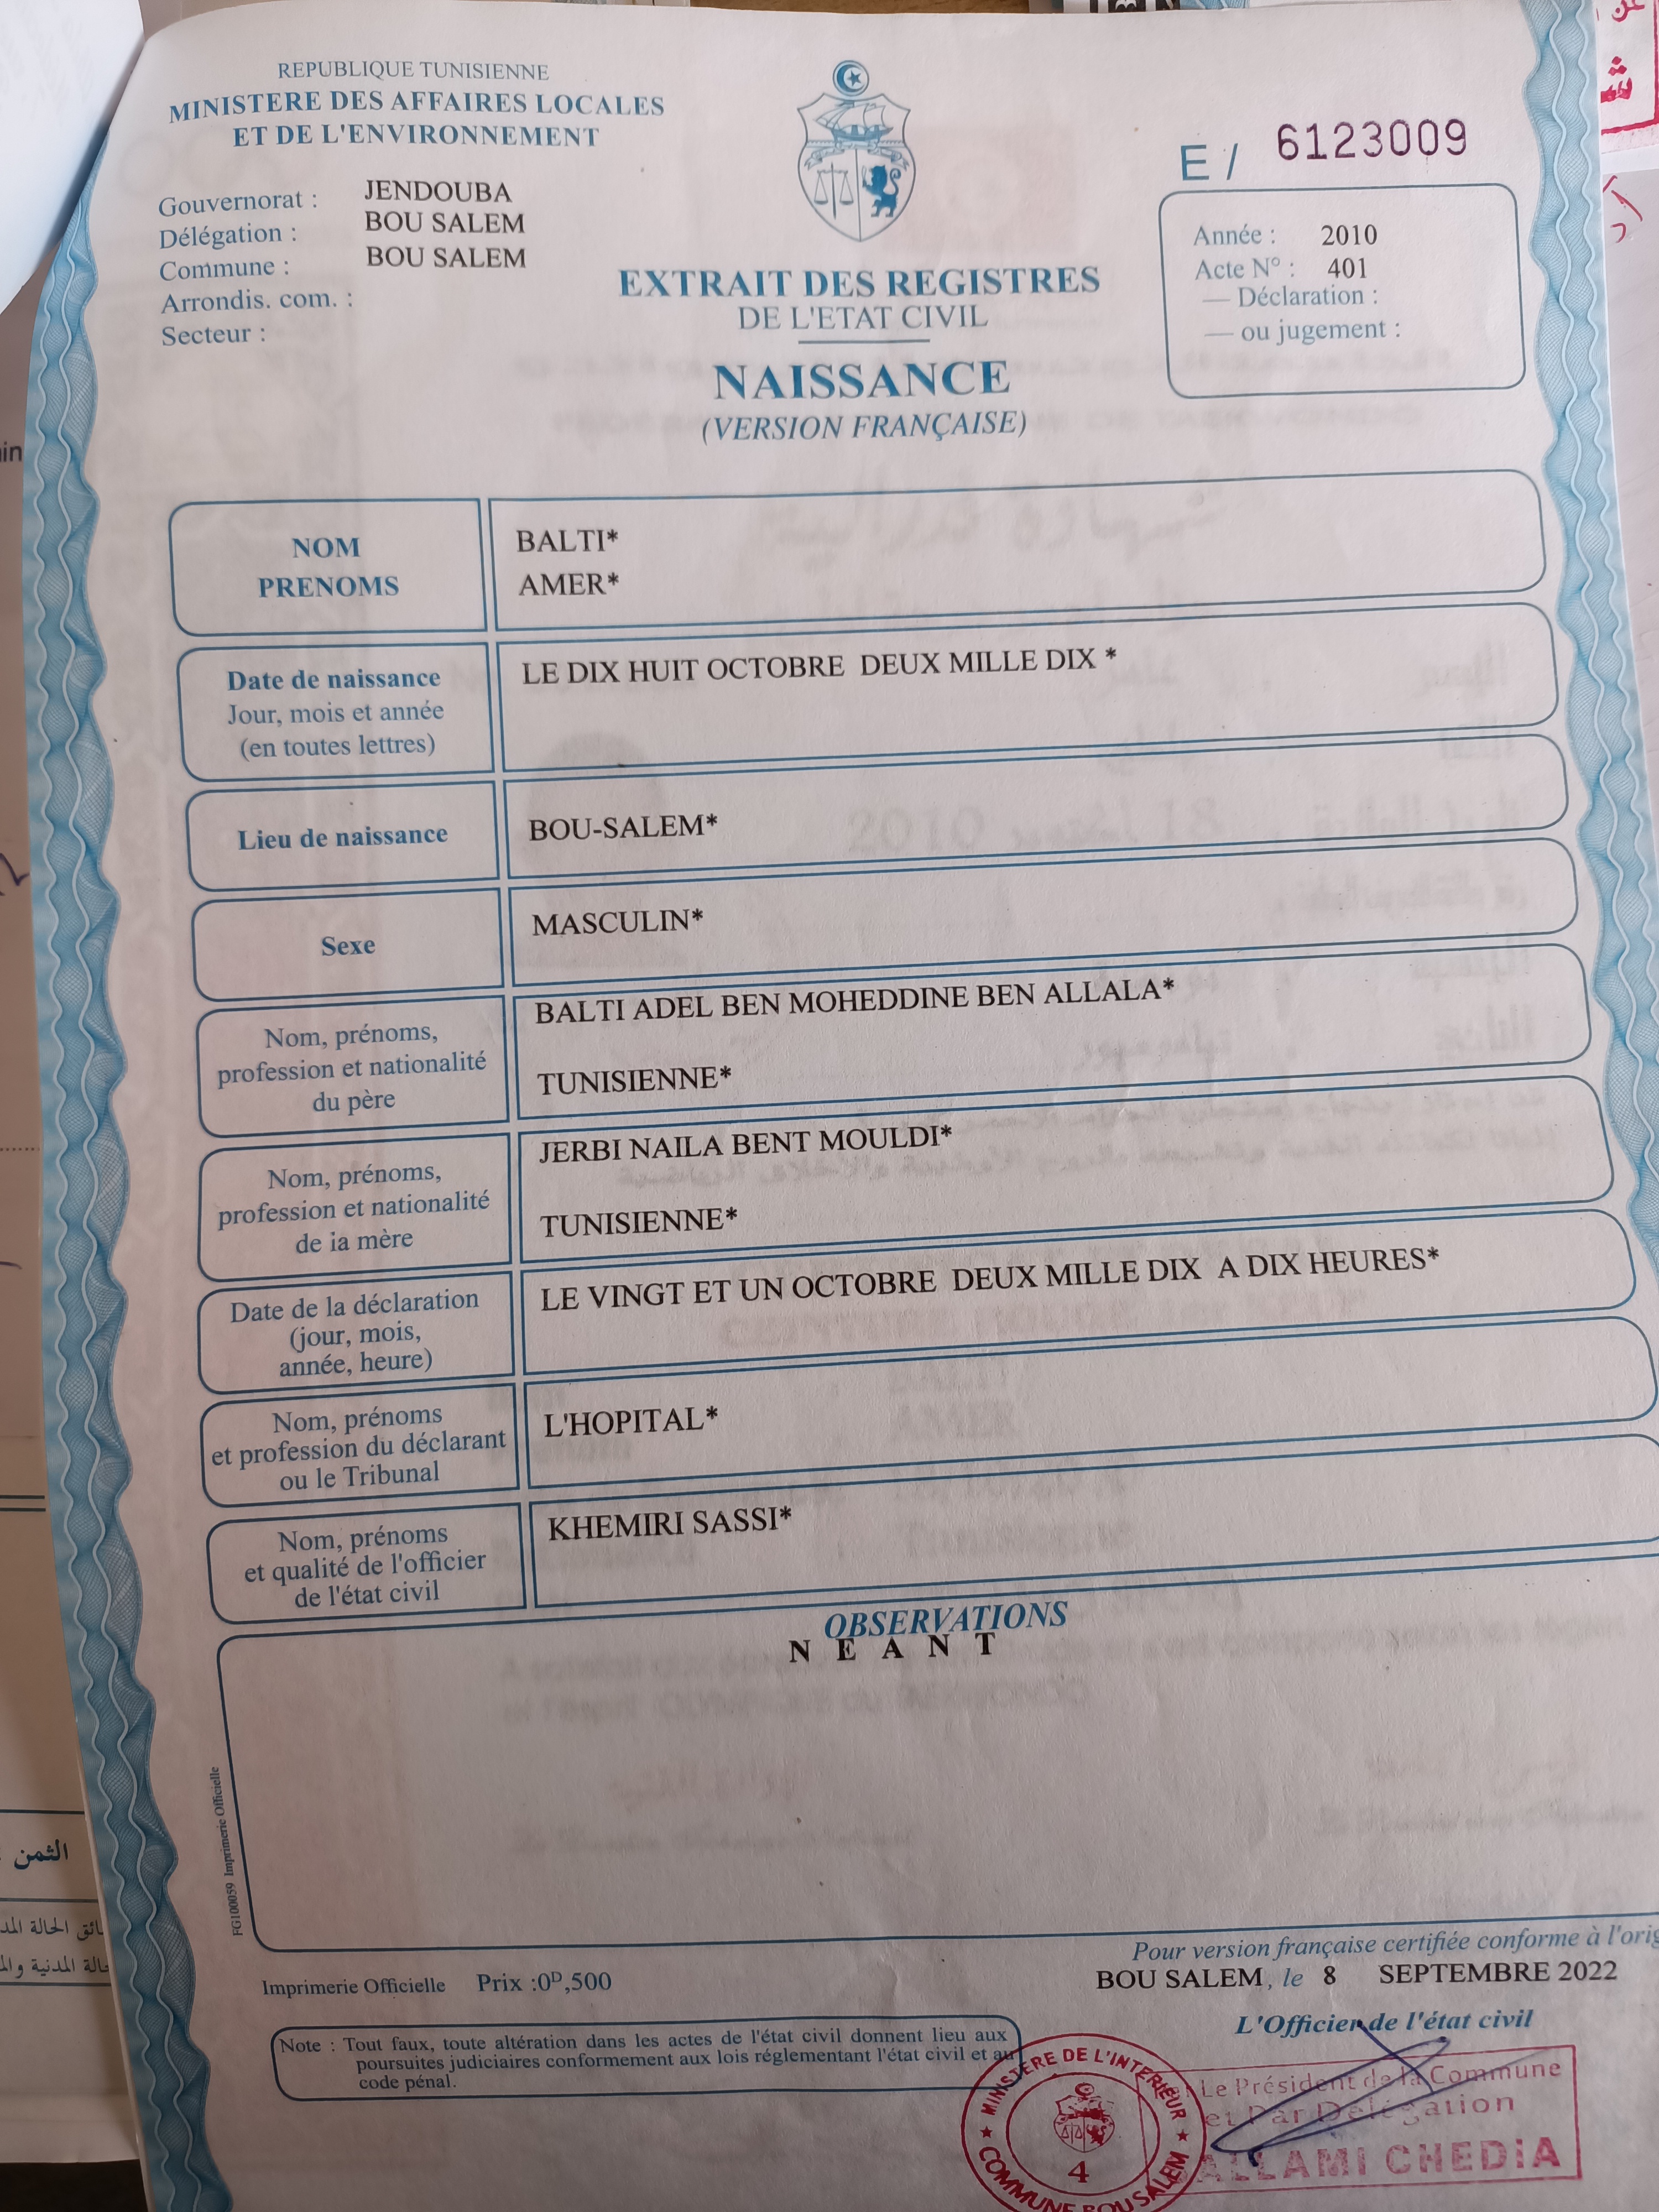 REPUBLIQUE TUNISIENNE
MINISTERE DES AFFAIRES LOCALES
ET DE L'ENVIRONNEMENT
Gouvernorat : JENDOUBA
Délégation : BOU SALEM
Commune : BOU SALEM
Arrondis. com. :
Secteur :
E / 6123009
Année : 2010
Acte N° : 401
— Déclaration :
— ou jugement :
EXTRAIT DES REGISTRES
DE L'ETAT CIVIL
NAISSANCE
(VERSION FRANÇAISE)
NOM BALTI*
PRENOMS AMER*
Date de naissance
Jour, mois et année
(en toutes lettres)
LE DIX HUIT OCTOBRE DEUX MILLE DIX *
Lieu de naissance
BOU-SALEM*
Sexe
MASCULIN*
Nom, prénoms,
profession et nationalité
du père
BALTI ADEL BEN MOHEDDINE BEN ALLALA*
TUNISIENNE*
Nom, prénoms,
profession et nationalité
de ia mère
JERBI NAILA BENT MOULDI*
TUNISIENNE*
Date de la déclaration
(jour, mois,
année, heure)
LE VINGT ET UN OCTOBRE DEUX MILLE DIX A DIX HEURES*
Nom, prénoms
et profession du déclarant
ou le Tribunal
L'HOPITAL*
Nom, prénoms
et qualité de l'officier
de l'état civil
KHEMIRI SASSI*
OBSERVATIONS
N E A N T
FG100059 Imprimerie Officielle
Pour version française certifiée conforme à l'orig
Imprimerie Officielle Prix :0ᴰ,500
BOU SALEM, le 8 SEPTEMBRE 2022
L'Officier de l'état civil
Note : Tout faux, toute altération dans les actes de l'état civil donnent lieu aux
poursuites judiciaires conformement aux lois réglementant l'état civil et au
code pénal.
MINISTERE DE L'INTERIEUR
COMMUNE BOU SALEM
4
Le Président de la Commune
et Par Délégation
ALLAMI CHEDIA
الثمن